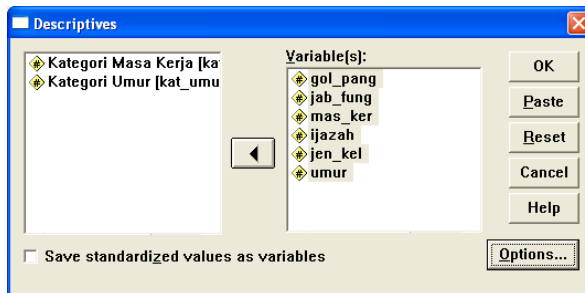 Descriptives
Kategori Masa Kerja [ka
Kategori Umur [kat_umu
Variable(s):
gol_pang
jab_fung
mas_ker
ijazah
jen_kel
umur
OK
Paste
Reset
Cancel
Help
Options...
Save standardized values as variables